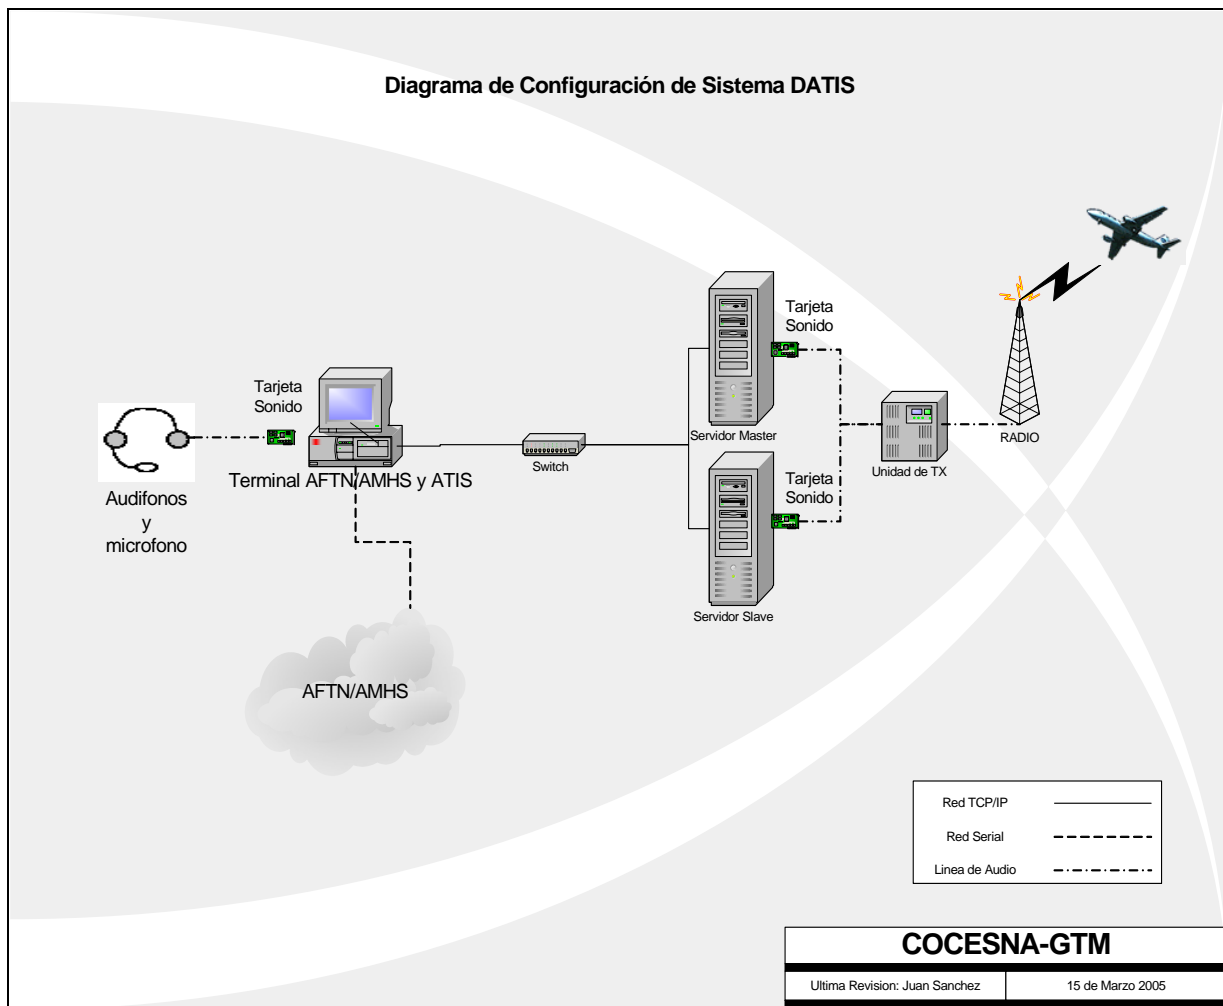 Diagrama de Configuración de Sistema DATIS
Tarjeta
Sonido
Tarjeta
Sonido
Servidor Master
RADIO
Switch
Unidad de TX
Terminal AFTN/AMHS y ATIS
Audifonos
y
microfono
Tarjeta
Sonido
Servidor Slave
AFTN/AMHS
Red TCP/IP
Red Serial
Linea de Audio
COCESNA-GTM
Ultima Revision: Juan Sanchez
15 de Marzo 2005